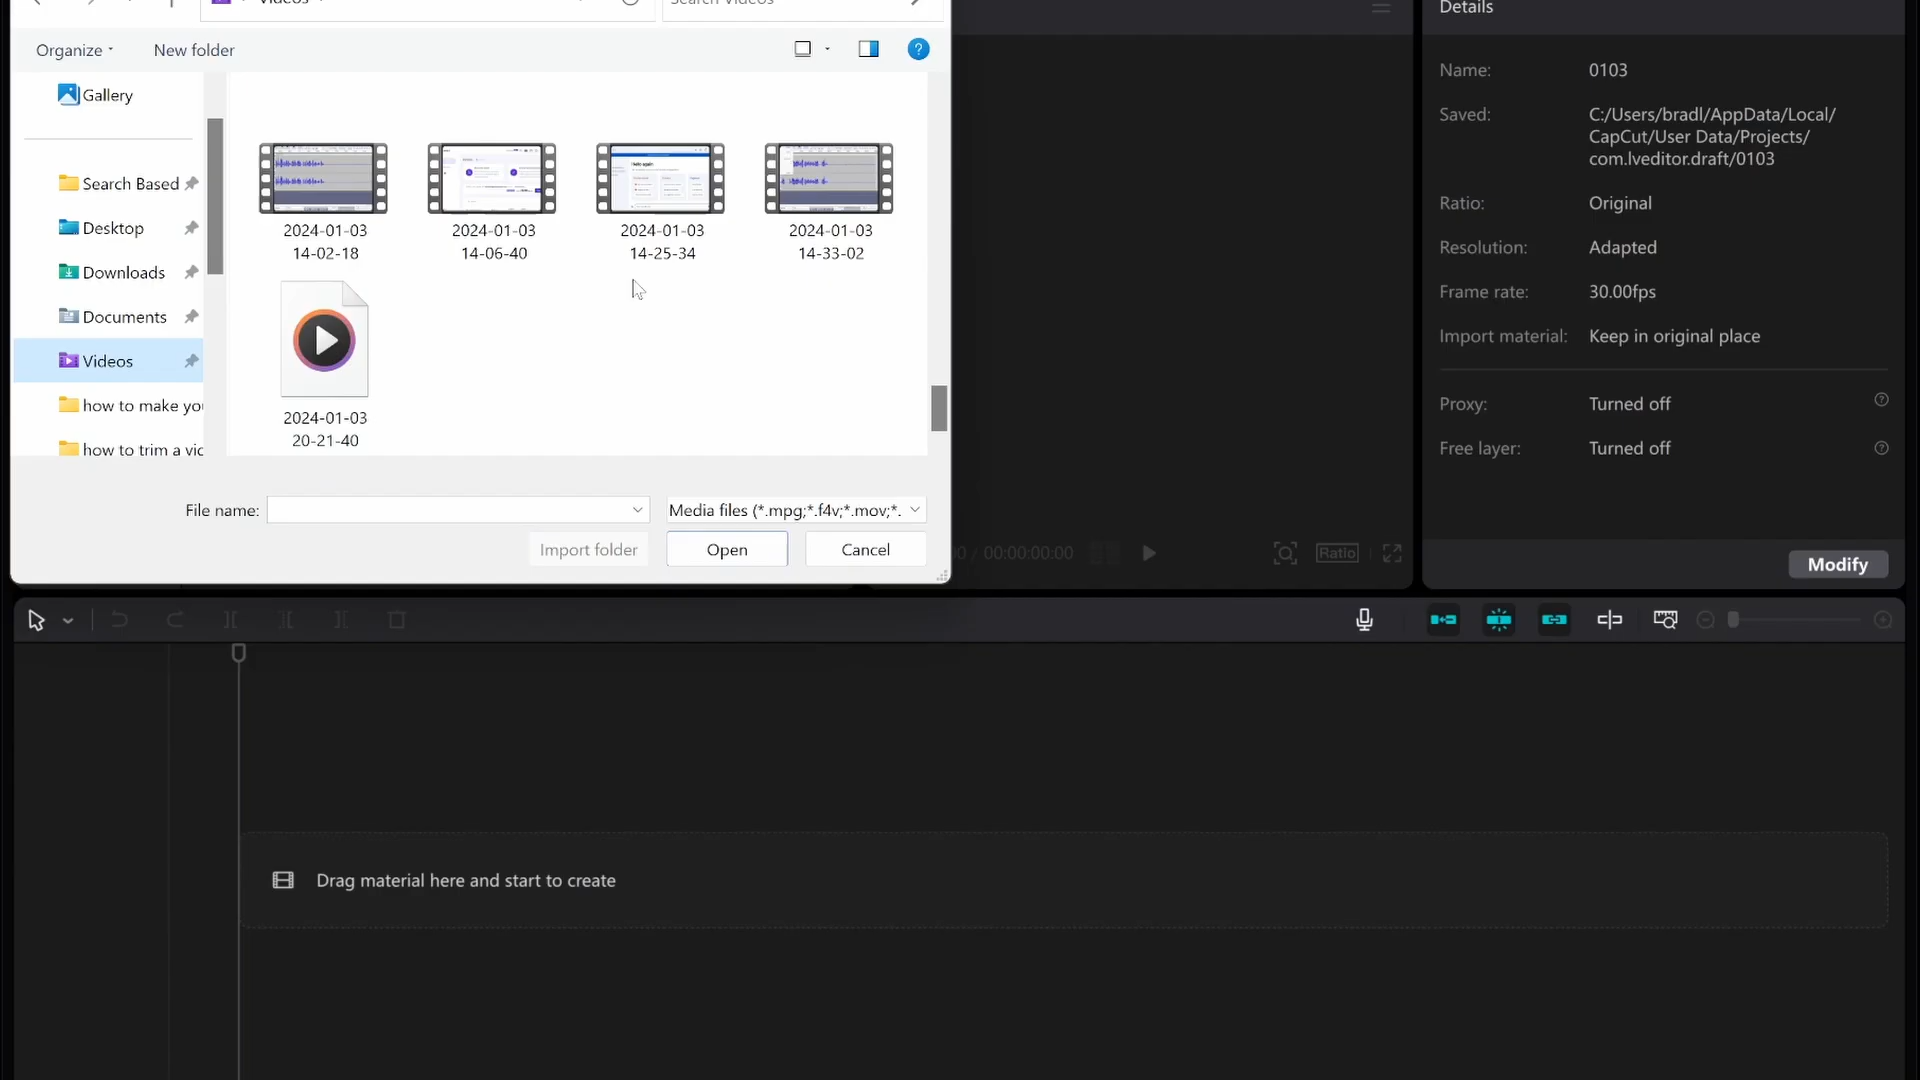 Videos
Search Videos
Organize
New folder
Gallery
Search Based
Desktop
Downloads
Documents
Videos
how to make you
how to trim a vic
2024-01-03
14-02-18
2024-01-03
14-06-40
2024-01-03
14-25-34
2024-01-03
14-33-02
2024-01-03
20-21-40
File name:
Media files (*.mpg;*.f4v;*.mov;*.
Import folder
Open
Cancel
/ 00:00:00:00
Ratio
Details
Name: 0103
Saved: C:/Users/bradl/AppData/Local/
CapCut/User Data/Projects/
com.lveditor.draft/0103
Ratio: Original
Resolution: Adapted
Frame rate: 30.00fps
Import material: Keep in original place
Proxy: Turned off
Free layer: Turned off
Modify
Drag material here and start to create